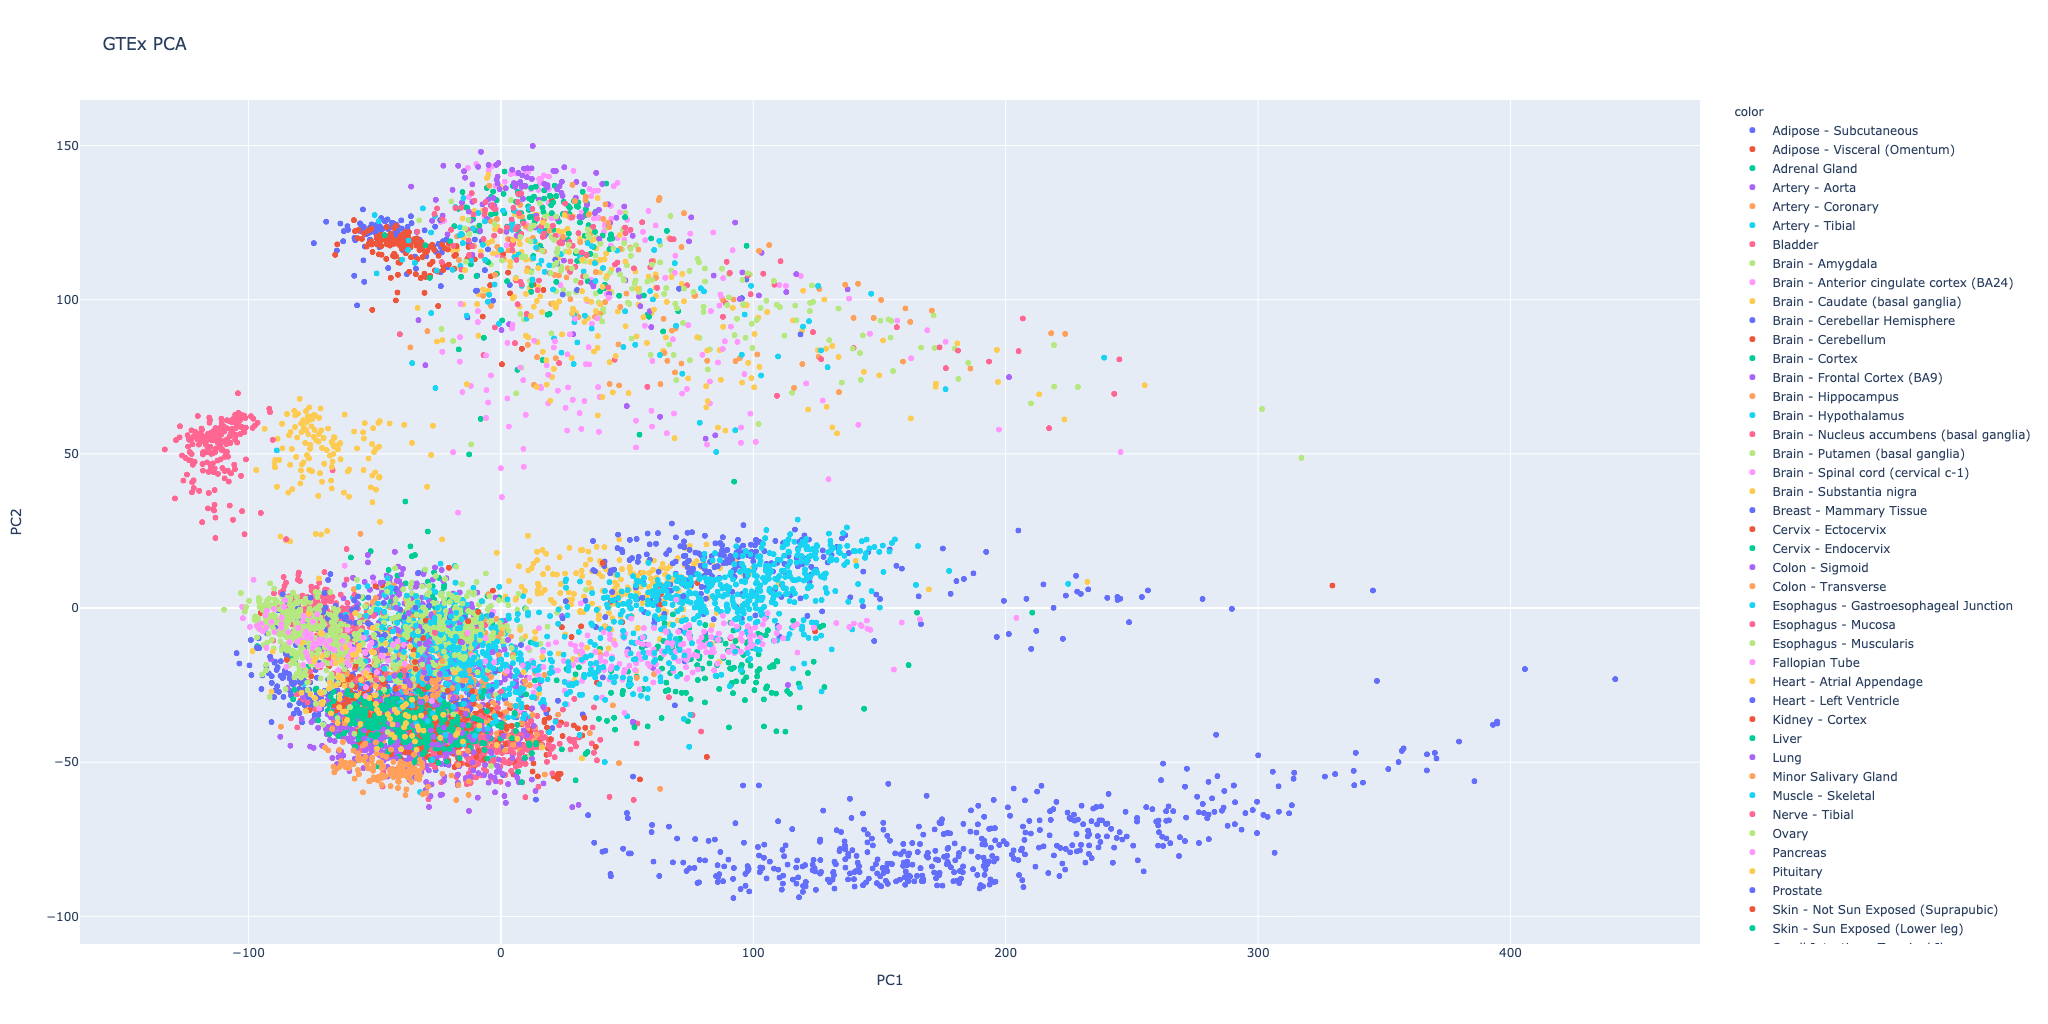 GTEx PCA
color
Adipose - Subcutaneous
Adipose - Visceral (Omentum)
Adrenal Gland
Artery - Aorta
Artery - Coronary
Artery - Tibial
Bladder
Brain - Amygdala
Brain - Anterior cingulate cortex (BA24)
Brain - Caudate (basal ganglia)
Brain - Cerebellar Hemisphere
Brain - Cerebellum
Brain - Cortex
Brain - Frontal Cortex (BA9)
Brain - Hippocampus
Brain - Hypothalamus
Brain - Nucleus accumbens (basal ganglia)
Brain - Putamen (basal ganglia)
Brain - Spinal cord (cervical c-1)
Brain - Substantia nigra
Breast - Mammary Tissue
Cervix - Ectocervix
Cervix - Endocervix
Colon - Sigmoid
Colon - Transverse
Esophagus - Gastroesophageal Junction
Esophagus - Mucosa
Esophagus - Muscularis
Fallopian Tube
Heart - Atrial Appendage
Heart - Left Ventricle
Kidney - Cortex
Liver
Lung
Minor Salivary Gland
Muscle - Skeletal
Nerve - Tibial
Ovary
Pancreas
Pituitary
Prostate
Skin - Not Sun Exposed (Suprapubic)
Skin - Sun Exposed (Lower leg)
150
100
50
0
−50
−100
PC2
−100
0
100
200
300
400
PC1